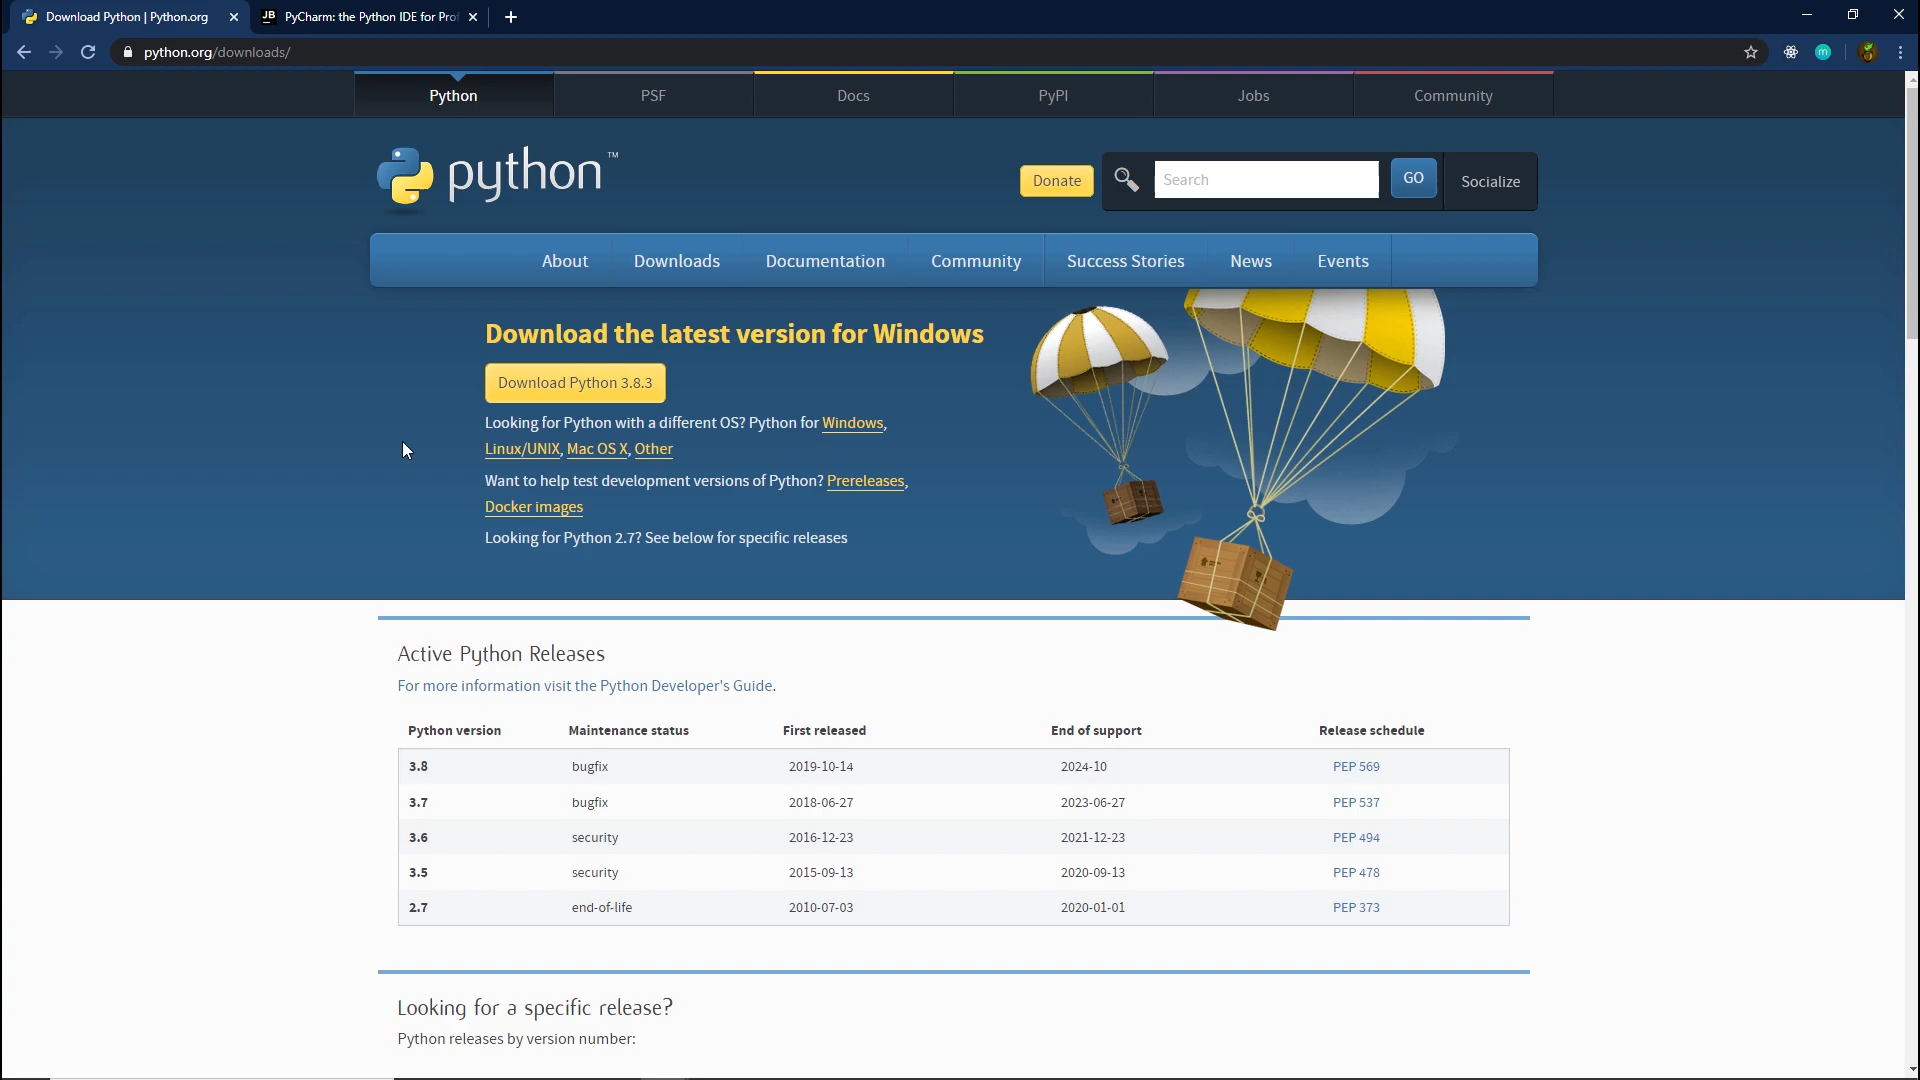 Download Python | Python.org
JB PyCharm: the Python IDE for Prof
python.org/downloads/
m
Python PSF Docs PyPI Jobs Community
python™
Donate Search GO Socialize
About Downloads Documentation Community Success Stories News Events
Download the latest version for Windows
Download Python 3.8.3
Looking for Python with a different OS? Python for Windows,
Linux/UNIX, Mac OS X, Other
Want to help test development versions of Python? Prereleases,
Docker images
Looking for Python 2.7? See below for specific releases
Active Python Releases
For more information visit the Python Developer's Guide.
Python version Maintenance status First released End of support Release schedule
3.8 bugfix 2019-10-14 2024-10 PEP 569
3.7 bugfix 2018-06-27 2023-06-27 PEP 537
3.6 security 2016-12-23 2021-12-23 PEP 494
3.5 security 2015-09-13 2020-09-13 PEP 478
2.7 end-of-life 2010-07-03 2020-01-01 PEP 373
Looking for a specific release?
Python releases by version number: